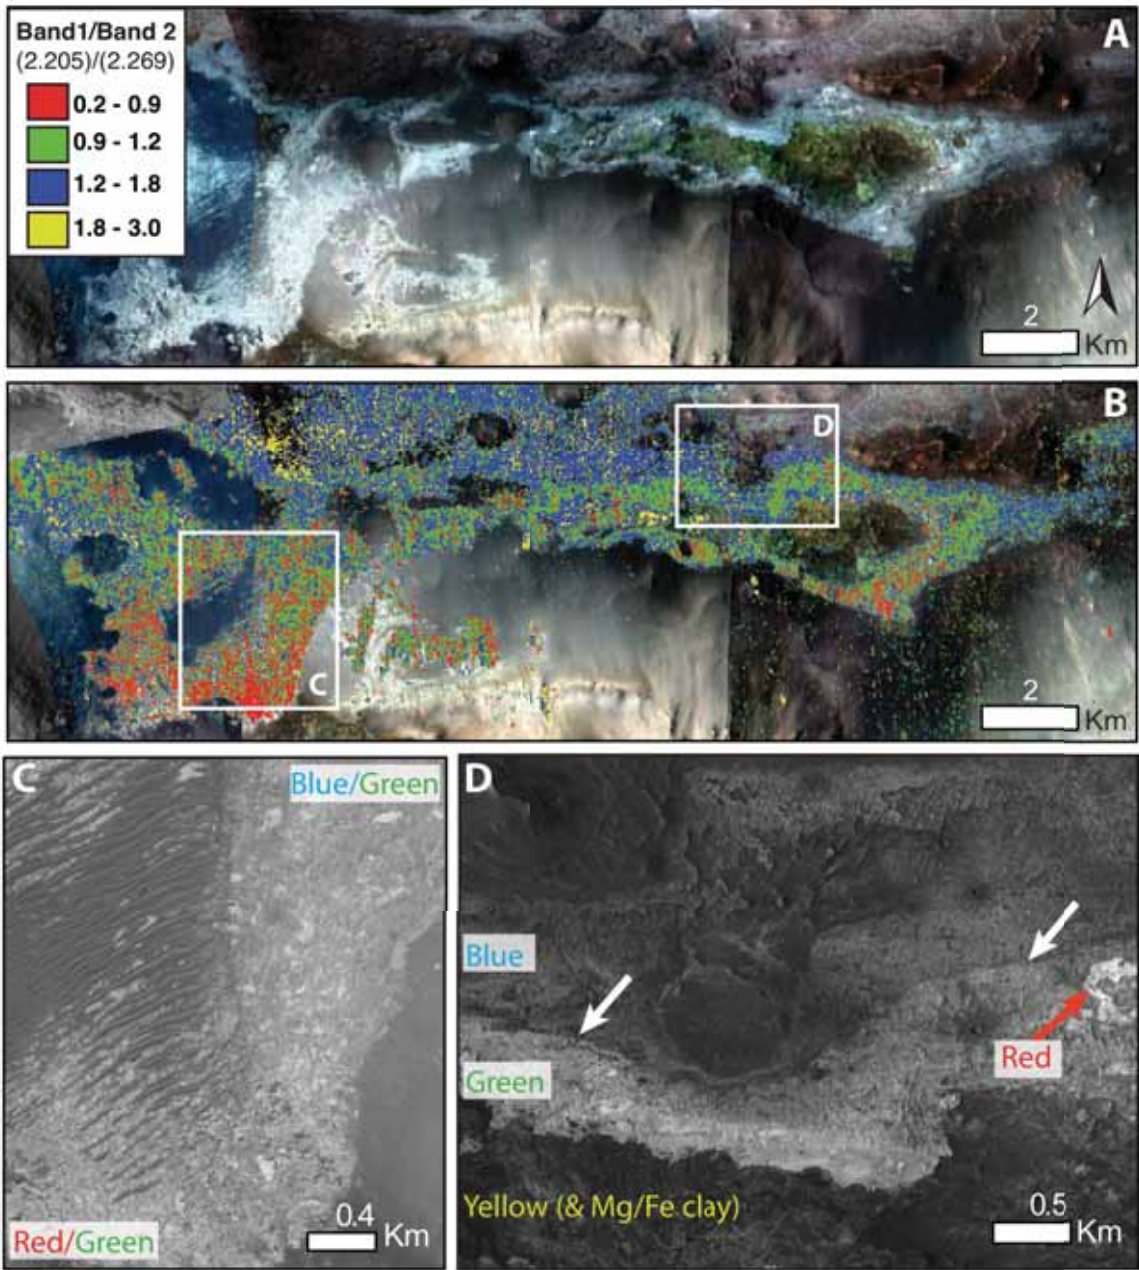 Band1/Band 2
(2.205)/(2.269)
0.2 - 0.9
0.9 - 1.2
1.2 - 1.8
1.8 - 3.0
A
2
Km
B
D
C
2
Km
C
Blue/Green
Red/Green
0.4
Km
D
Blue
Green
Red
Yellow (& Mg/Fe clay)
0.5
Km